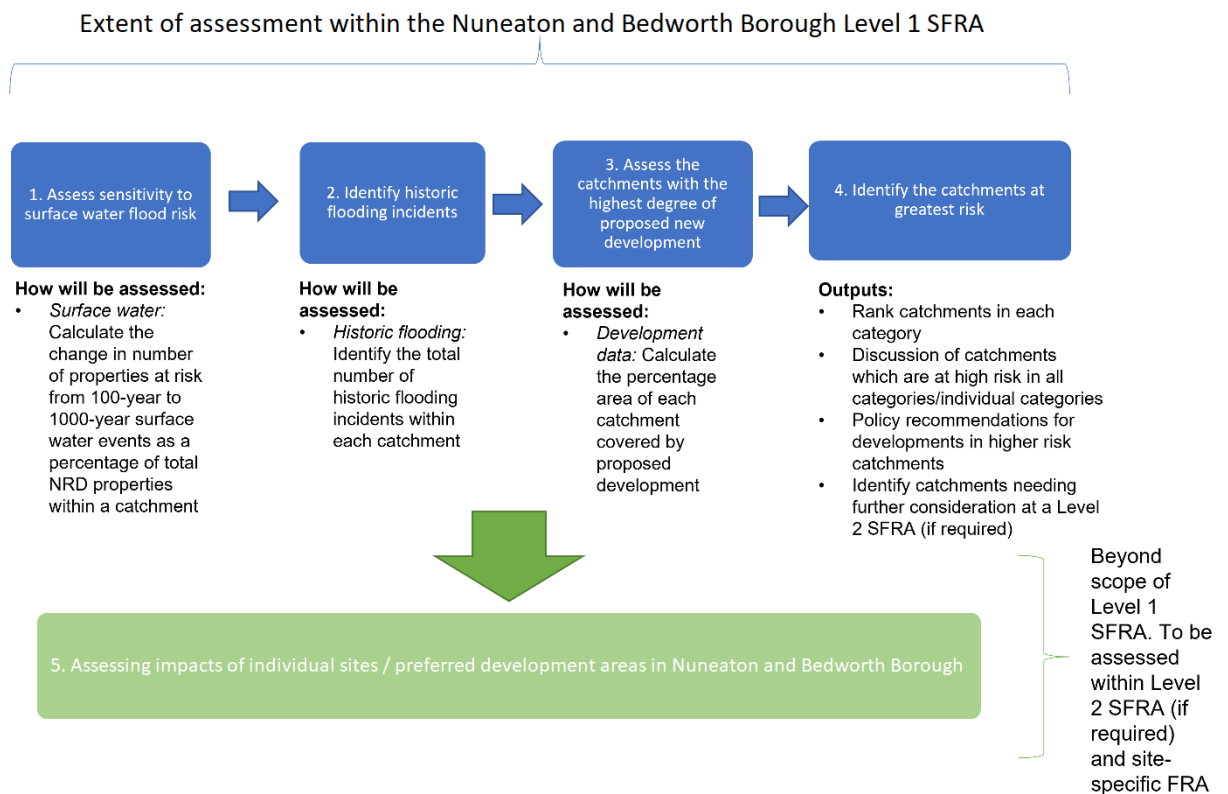 Extent of assessment within the Nuneaton and Bedworth Borough Level 1 SFRA
1. Assess sensitivity to
surface water flood risk
2. Identify historic
flooding incidents
3. Assess the
catchments with the
highest degree of
proposed new
development
4. Identify the catchments at
greatest risk
How will be assessed:
• Surface water:
Calculate the
change in number
of properties at risk
from 100-year to
1000-year surface
water events as a
percentage of total
NRD properties
within a catchment
How will be
assessed:
• Historic flooding:
Identify the total
number of
historic flooding
incidents within
each catchment
How will be
assessed:
• Development
data: Calculate
the percentage
area of each
catchment
covered by
proposed
development
Outputs:
• Rank catchments in each
category
• Discussion of catchments
which are at high risk in all
categories/individual categories
• Policy recommendations for
developments in higher risk
catchments
• Identify catchments needing
further consideration at a Level
2 SFRA (if required)
5. Assessing impacts of individual sites / preferred development areas in Nuneaton and Bedworth Borough
Beyond
scope of
Level 1
SFRA. To be
assessed
within Level
2 SFRA (if
required)
and site-
specific FRA